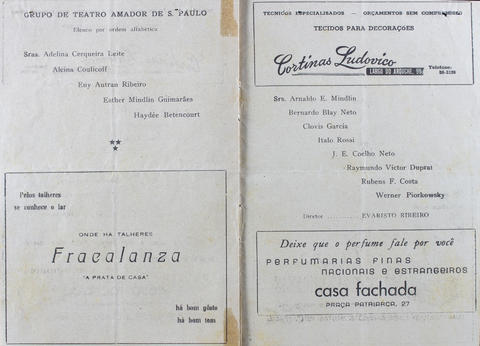 GRUPO DE TEATRO AMADOR DE S. PAULO
Elenco por ordem alfabética
Sras. Adelina Cerqueira Leite
Alcina Coulicoff
Eny Autran Ribeiro
Esther Mindlin Guimarães
Haydée Betencourt
Pelos talheres
se conhece o lar
ONDE HA TALHERES
Fracalanza
"A PRATA DE CASA"
há bom gôsto
há bom tom
TECNICOS ESPECIALISADOS — ORÇAMENTOS SEM COMPROMISSO
TECIDOS PARA DECORAÇÕES
Cortinas Ludovico
LARGO DO AROUCHE, 99
Telefone:
Srs. Arnaldo E. Mindlin
Bernardo Blay Neto
Clovis Garcia
Italo Rossi
J. E. Coelho Neto
Raymundo Victor Duprat
Rubens F. Costa
Werner Piorkowsky
Diretor .......... EVARISTO RIBEIRO
Deixe que o perfume fale por você
PERFUMARIAS FINAS
NACIONAIS E ESTRANGEIROS
casa fachada
PRAÇA PATRIARCA, 27